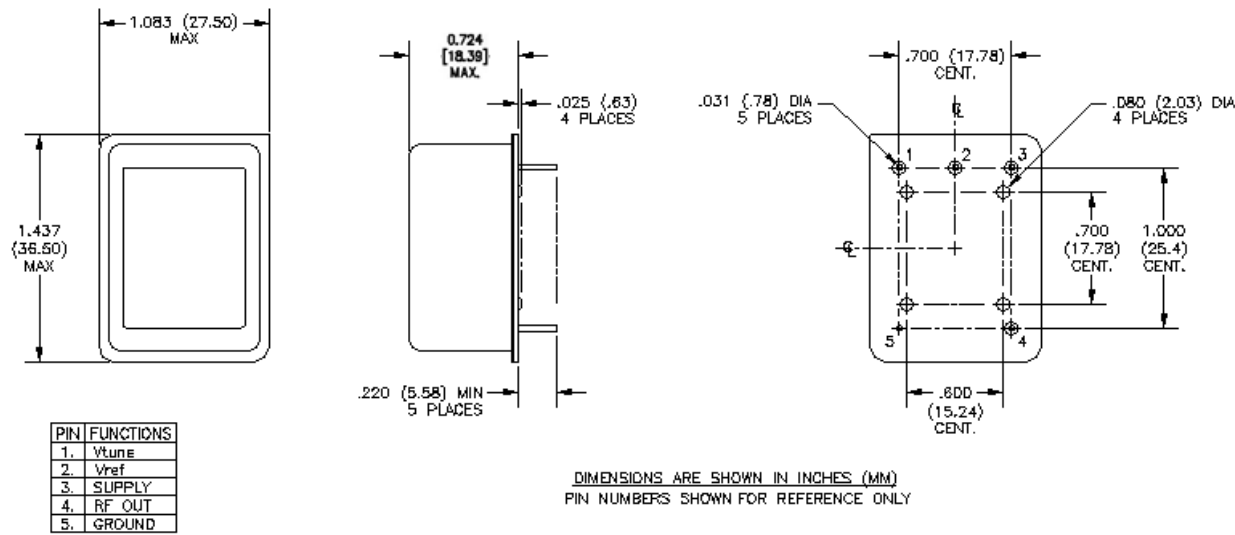 1.083 (27.50)
MAX
0.724
[18.39]
MAX.
.025 (.63)
4 PLACES
1.437
(36.50)
MAX
.220 (5.58) MIN
5 PLACES
.700 (17.78)
CENT.
.031 (.78) DIA
5 PLACES
.080 (2.03) DIA
4 PLACES
1 2 3
.700
(17.78)
CENT.
1.000
(25.4)
CENT.
5 4
.600
(15.24)
CENT.
PIN FUNCTIONS
1. Vtune
2. Vref
3. SUPPLY
4. RF OUT
5. GROUND
DIMENSIONS ARE SHOWN IN INCHES (MM)
PIN NUMBERS SHOWN FOR REFERENCE ONLY